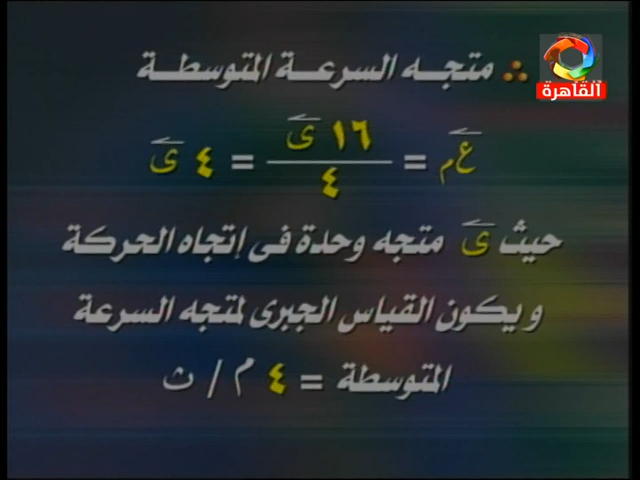 ∴ متجه السرعة المتوسطة
القاهرة
ع م = ١٦ ى / ٤ = ٤ ى
حيث ى متجه وحدة فى إتجاه الحركة
و يكون القياس الجبرى لمتجه السرعة
المتوسطة = ٤ م / ث